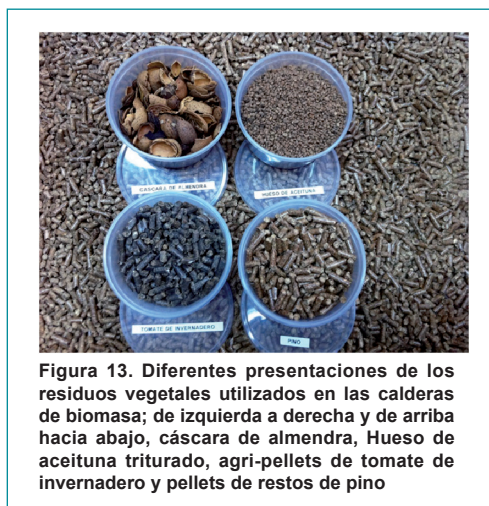 CÁSCARA DE ALMENDRA
HUESO DE ACEITUNA
TOMATE DE INVERNADERO
PINO
Figura 13. Diferentes presentaciones de los
residuos vegetales utilizados en las calderas
de biomasa; de izquierda a derecha y de arriba
hacia abajo, cáscara de almendra, Hueso de
aceituna triturado, agri-pellets de tomate de
invernadero y pellets de restos de pino